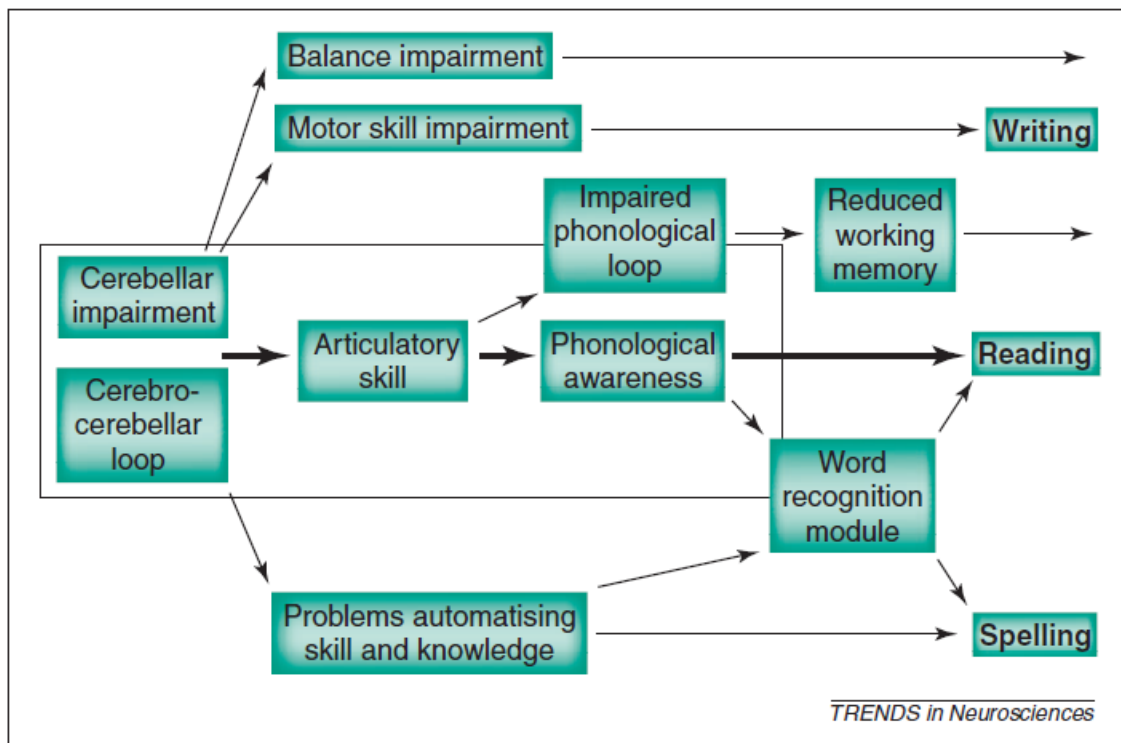 Balance impairment
Motor skill impairment
Writing
Impaired
phonological
loop
Reduced
working
memory
Cerebellar
impairment
Articulatory
skill
Phonological
awareness
Reading
Cerebro-
cerebellar
loop
Word
recognition
module
Problems automatising
skill and knowledge
Spelling
TRENDS in Neurosciences